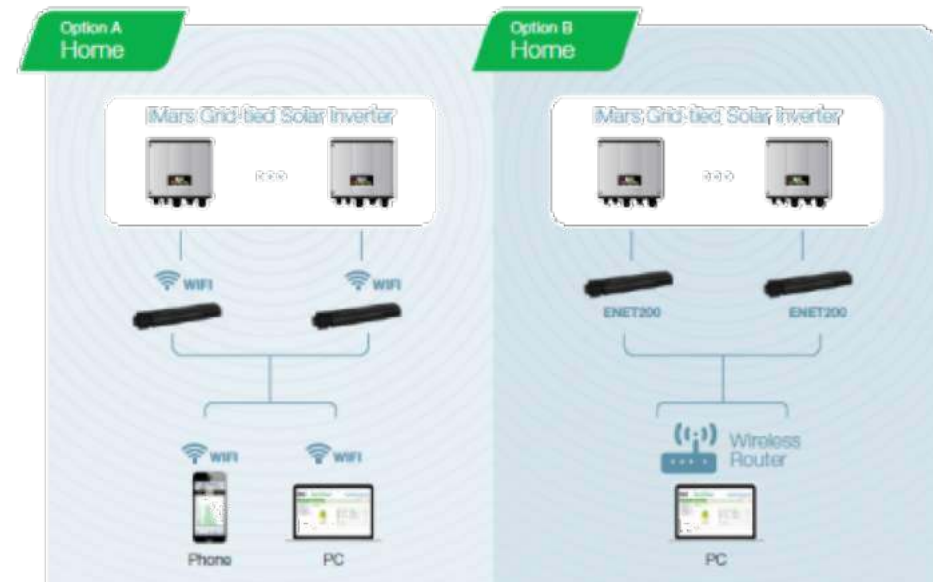 Option A
Home
iMars Grid-tied Solar Inverter
WIFI
WIFI
WIFI
WIFI
Phone
PC
Option B
Home
iMars Grid-tied Solar Inverter
ENET200
ENET200
Wireless
Router
PC